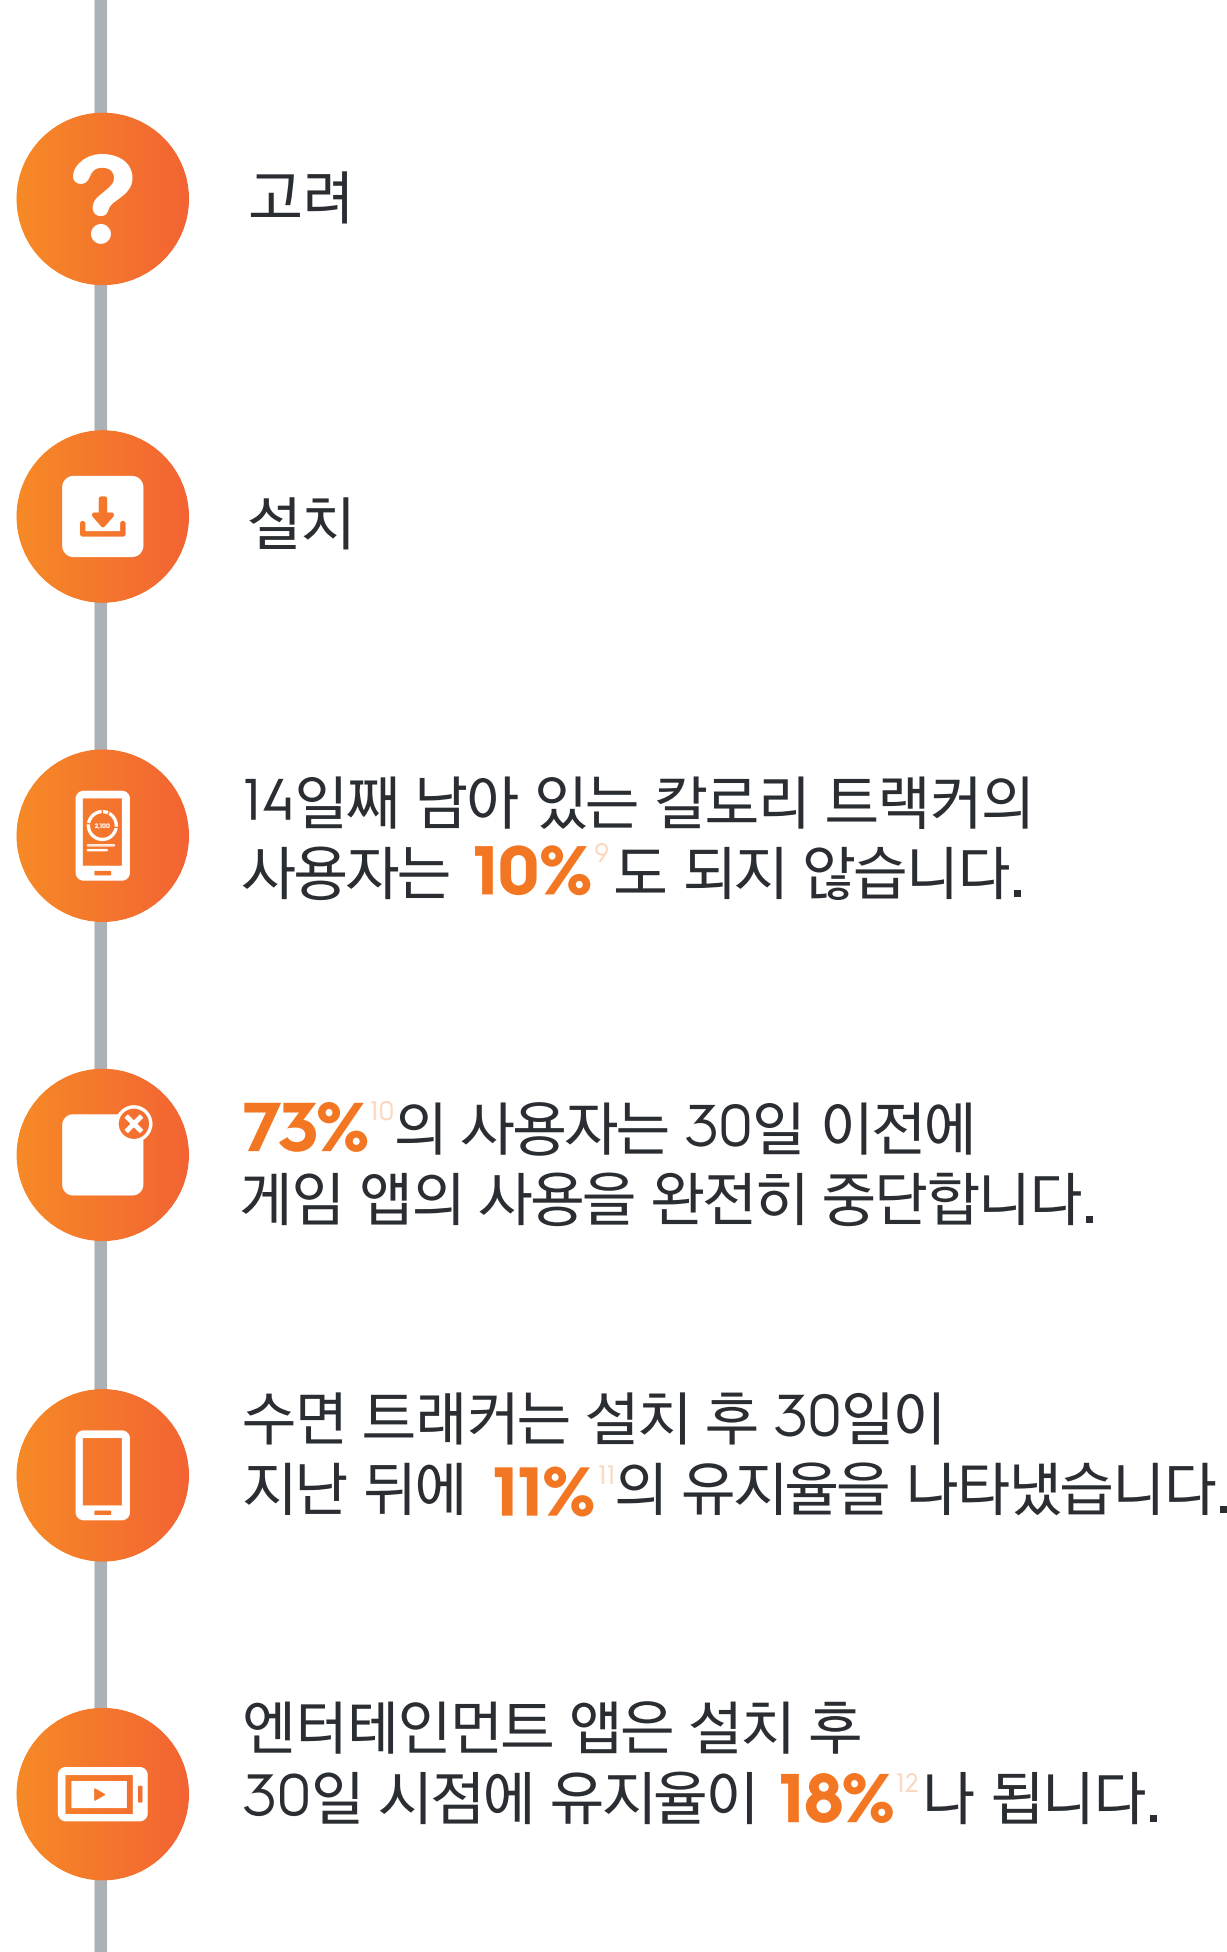 고려
설치
2,100
14일째 남아 있는 칼로리 트랙커의
사용자는 10%9도 되지 않습니다.
73%10의 사용자는 30일 이전에
게임 앱의 사용을 완전히 중단합니다.
수면 트래커는 설치 후 30일이
지난 뒤에 11%11의 유지율을 나타냈습니다.
엔터테인먼트 앱은 설치 후
30일 시점에 유지율이 18%12나 됩니다.